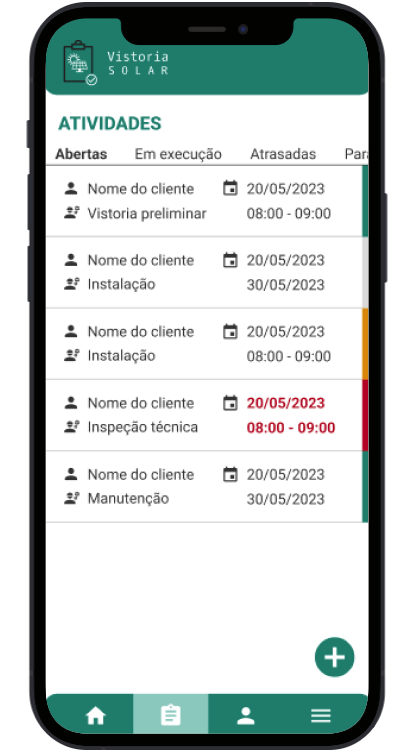 Vistoria
SOLAR
ATIVIDADES
Abertas Em execução Atrasadas Par
Nome do cliente 20/05/2023
Vistoria preliminar 08:00 - 09:00
Nome do cliente 20/05/2023
Instalação 30/05/2023
Nome do cliente 20/05/2023
Instalação 08:00 - 09:00
Nome do cliente 20/05/2023
Inspeção técnica 08:00 - 09:00
Nome do cliente 20/05/2023
Manutenção 30/05/2023